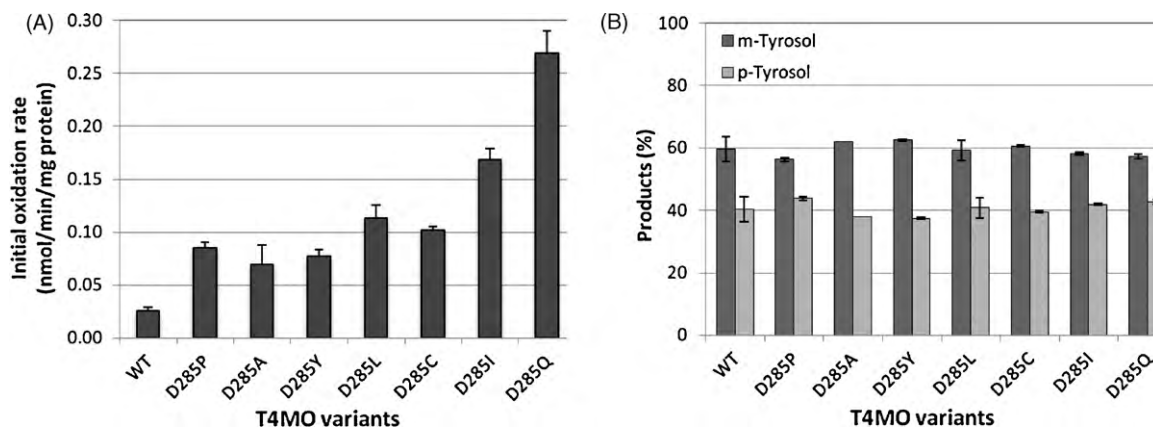 (A)
Initial oxidation rate
(nmol/min/mg protein)
0.30
0.25
0.20
0.15
0.10
0.05
0.00
WT
D285P
D285A
D285Y
D285L
D285C
D285I
D285Q
T4MO variants
(B)
Products (%)
100
80
60
40
20
0
m-Tyrosol
p-Tyrosol
WT
D285P
D285A
D285Y
D285L
D285C
D285I
D285Q
T4MO variants